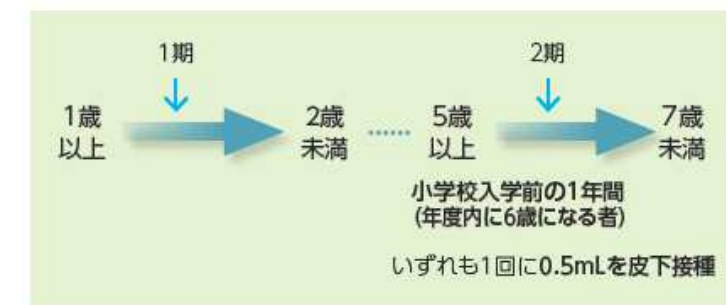 1期
2期
1歳
以上
2歳
未満
……
5歳
以上
7歳
未満
小学校入学前の1年間
(年度内に6歳になる者)
いずれも1回に0.5mLを皮下接種